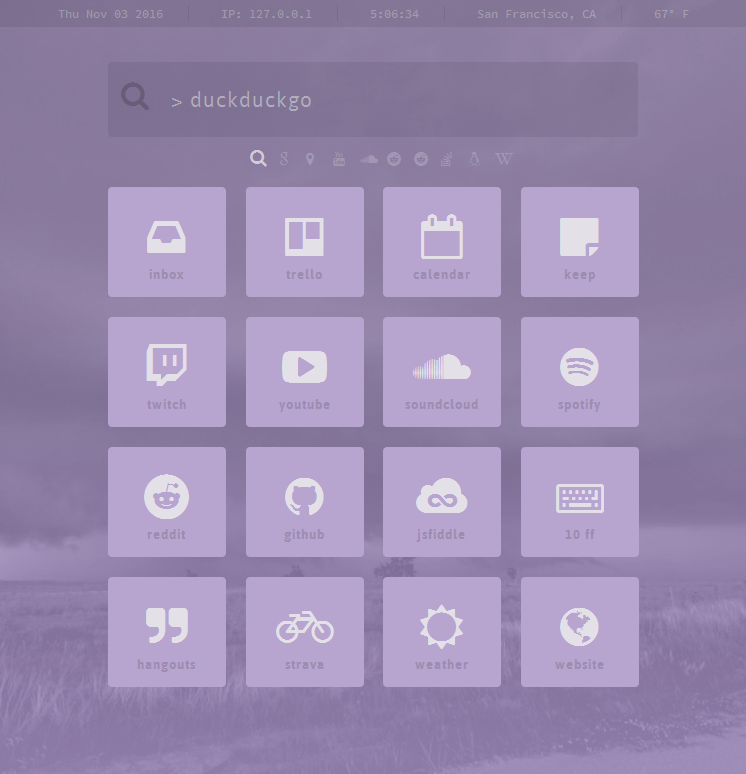 Thu Nov 03 2016 IP: 127.0.0.1 5:06:34 San Francisco, CA 67° F
> duckduckgo
inbox trello calendar keep
twitch youtube soundcloud spotify
reddit github jsfiddle 10 ff
hangouts strava weather website